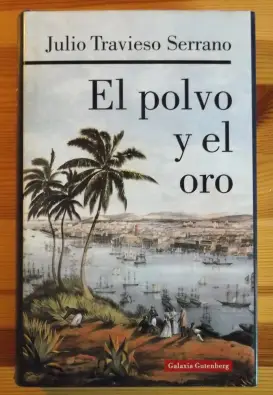 Julio Travieso Serrano
El polvo
y el
oro
Galaxia Gutenberg